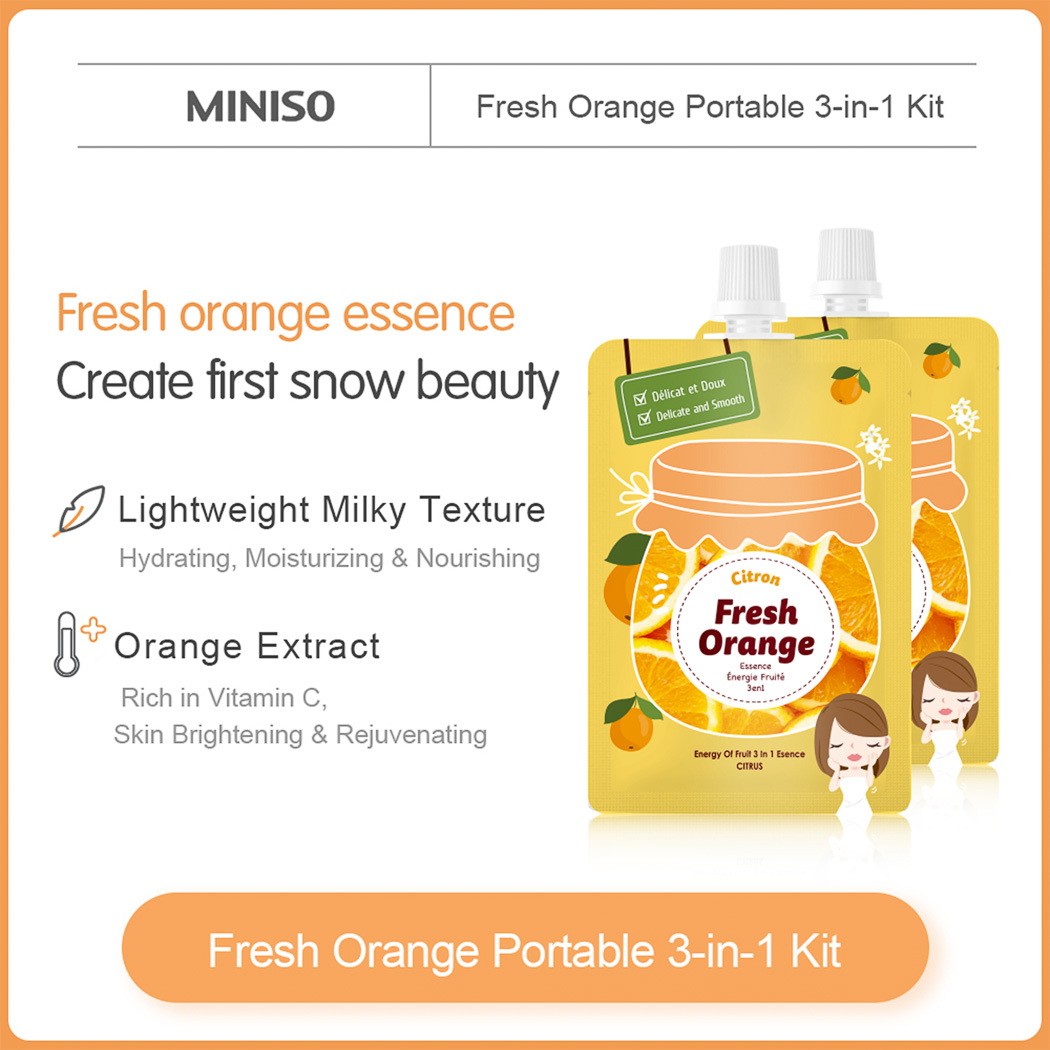 MINISO
Fresh Orange Portable 3-in-1 Kit
Fresh orange essence
Create first snow beauty
Lightweight Milky Texture
Hydrating, Moisturizing & Nourishing
Orange Extract
Rich in Vitamin C,
Skin Brightening & Rejuvenating
Délicat et Doux
Delicate and Smooth
Citron
Fresh
Orange
Essence
Énergie Fruité
3en1
Energy Of Fruit 3 In 1 Esence
CITRUS
Fresh Orange Portable 3-in-1 Kit